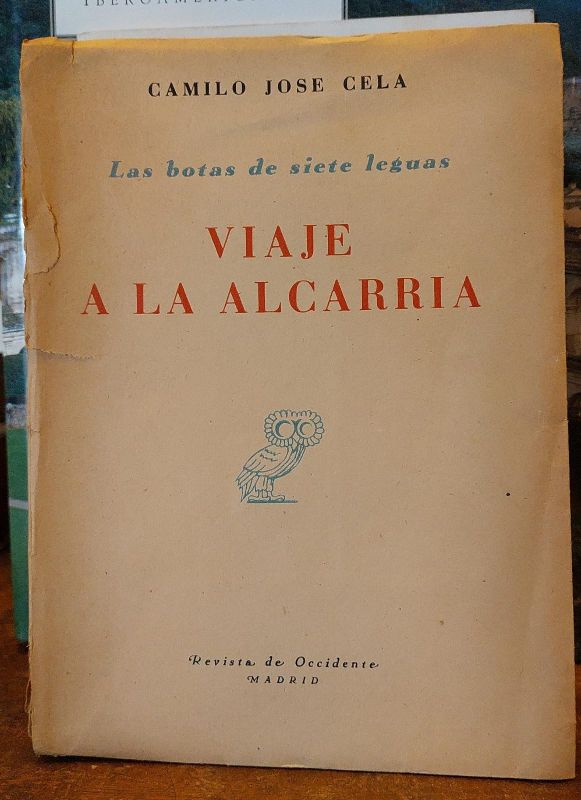 CAMILO JOSE CELA
Las botas de siete leguas
VIAJE
A LA ALCARRIA
Revista de Occidente
MADRID